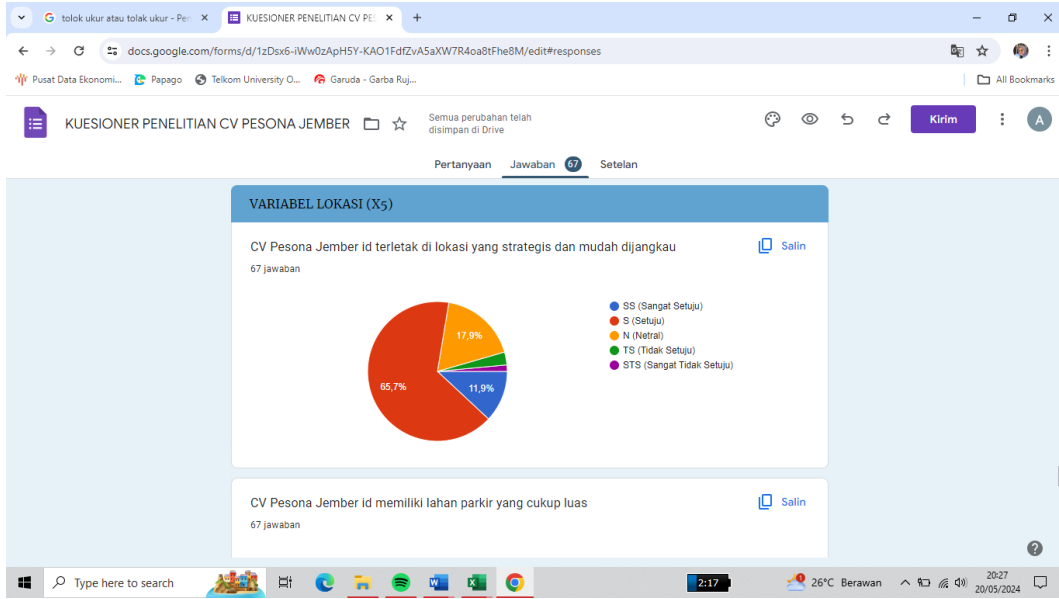 tolok ukur atau tolak ukur - Pen
KUESIONER PENELITIAN CV PES
docs.google.com/forms/d/1zDsx6-iWw0zApH5Y-KAO1FdfZvA5aXW7R4oa8tFhe8M/edit#responses
Pusat Data Ekonomi...
Papago
Telkom University O...
Garuda - Garba Ruj...
All Bookmarks
KUESIONER PENELITIAN CV PESONA JEMBER
Semua perubahan telah
disimpan di Drive
Kirim
A
Pertanyaan
Jawaban 67
Setelan
VARIABEL LOKASI (X5)
CV Pesona Jember id terletak di lokasi yang strategis dan mudah dijangkau
Salin
67 jawaban
17,9%
65,7%
11,9%
SS (Sangat Setuju)
S (Setuju)
N (Netral)
TS (Tidak Setuju)
STS (Sangat Tidak Setuju)
CV Pesona Jember id memiliki lahan parkir yang cukup luas
Salin
67 jawaban
Type here to search
2:17
26°C Berawan
20:27
20/05/2024